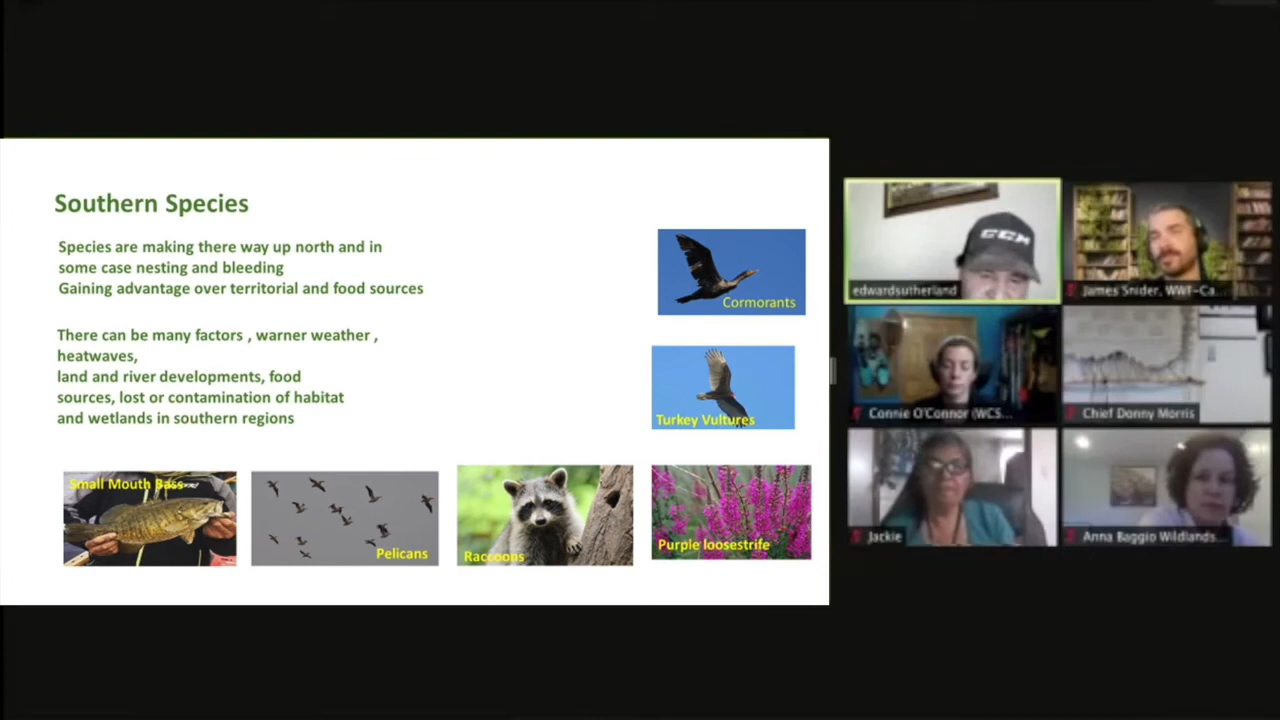 Southern Species
Species are making there way up north and in
some case nesting and bleeding
Gaining advantage over territorial and food sources
There can be many factors , warner weather ,
heatwaves,
land and river developments, food
sources, lost or contamination of habitat
and wetlands in southern regions
Cormorants
Turkey Vultures
Small Mouth Bass
Pelicans
Raccoons
Purple loosestrife
CCM
edwardsutherland
James Snider, WWF-Ca...
Connie O'Connor (WCS...
Chief Donny Morris
Jackie
Anna Baggio Wildlands...